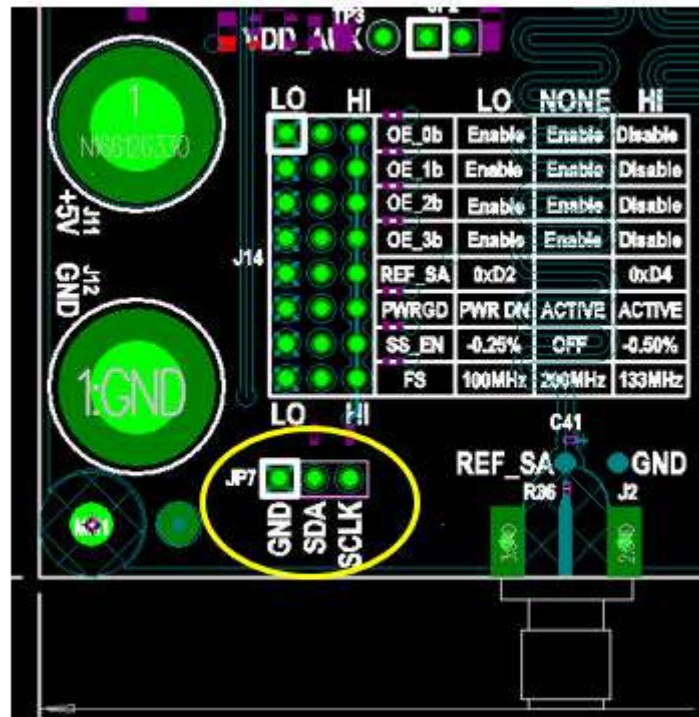 TP3
JP2
VDD_AUX
LO HI LO NONE HI
OE_0b Enable Enable Disable
OE_1b Enable Enable Disable
OE_2b Enable Enable Disable
OE_3b Enable Enable Disable
REF_SA 0xD2 0xD4
PWRGD PWR DN ACTIVE ACTIVE
SS_EN -0.25% OFF -0.50%
FS 100MHz 200MHz 133MHz
LO HI
1
J11
+5V
J12
GND
J14
1:GND
C41
REF_SA GND
R36 J2
JP7
GND
SDA
SCLK